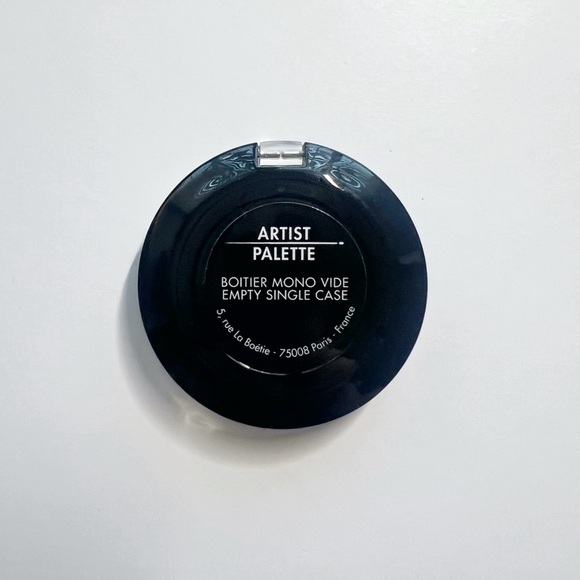 ARTIST
PALETTE
BOITIER MONO VIDE
EMPTY SINGLE CASE
5, rue La Boétie - 75008 Paris - France